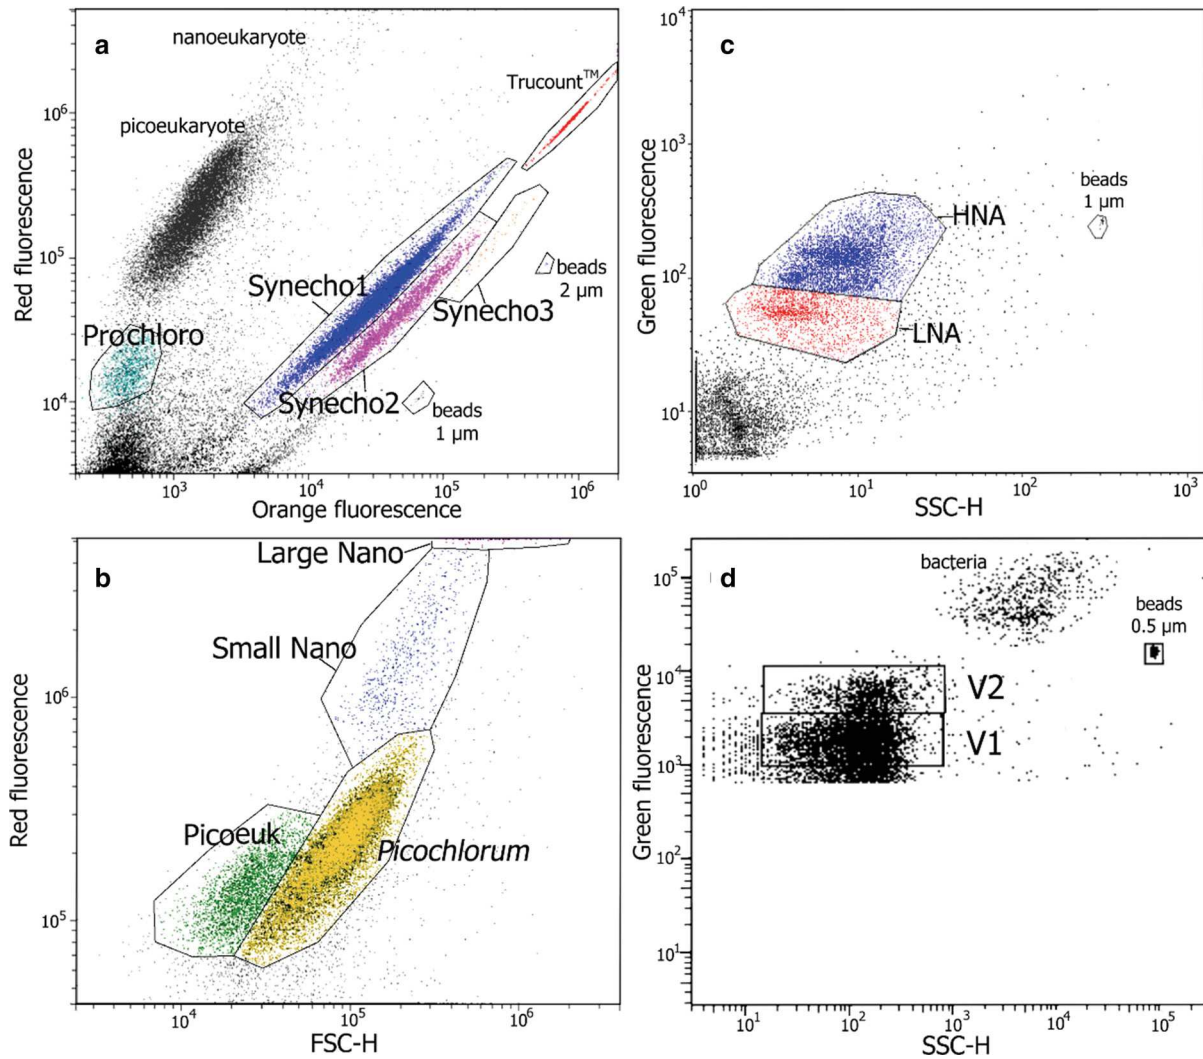 a
nanoeukaryote
Trucount™
picoeukaryote
10⁶
10⁵
10⁴
Red fluorescence
Synecho1
beads
2 µm
Synecho3
Prochloro
Synecho2
beads
1 µm
10³
10⁴
10⁵
10⁶
Orange fluorescence
c
10⁴
10³
10²
10¹
Green fluorescence
beads
1 µm
HNA
LNA
10⁰
10¹
10²
10³
SSC-H
b
Large Nano
Small Nano
10⁶
10⁵
Red fluorescence
Picoeuk
Picochlorum
10⁴
10⁵
10⁶
FSC-H
d
bacteria
beads
0.5 µm
10⁵
10⁴
10³
10²
10¹
Green fluorescence
V2
V1
10¹
10²
10³
10⁴
10⁵
SSC-H